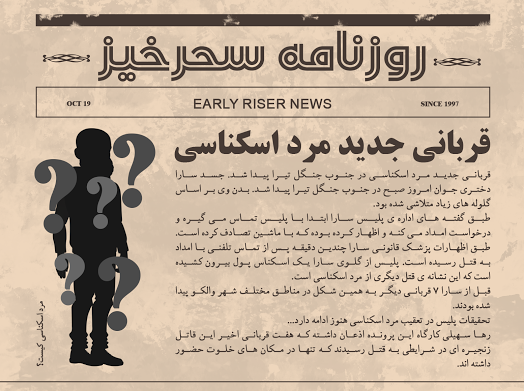 روزنامه سحرخیز
OCT 19
EARLY RISER NEWS
SINCE 1997
قربانی جدید مرد اسکناسی
قربانی جدید مرد اسکناسی در جنوب جنگل تیرا پیدا شد. جسد سارا
دختری جوان امروز صبح در جنوب جنگل تیرا پیدا شد. بدن وی بر اساس
گلوله های زیاد متلاشی شده بود.
طبق گفته های اداره ی پلیس سارا ابتدا با پلیس تماس می گیره و
درخواست امداد می کنه و اظهار کرده بوده که با ماشین تصادف کرده است.
طبق اظهارات پزشک قانونی سارا چندین دقیقه پس از تماس تلفنی با امداد
به قتل رسیده است. پلیس از گلوی سارا یک اسکناس پول بیرون کشیده
است که این نشانه ی قتل دیگری از مرد اسکناسی است.
قبل از سارا ۷ قربانی دیگر به همین شکل در مناطق مختلف شهر والکو پیدا
شده بودند.
تحقیقات پلیس در تعقیب مرد اسکناسی هنوز ادامه دارد...
رها سهیلی کارگاه این پرونده اذعان داشته که هفت قربانی اخیر این قاتل
زنجیره ای در شرایطی به قتل رسیدند که تنها در مکان های خلوت حضور
داشته اند.
مرد اسکناسی کیست؟
? ? ? ? ?